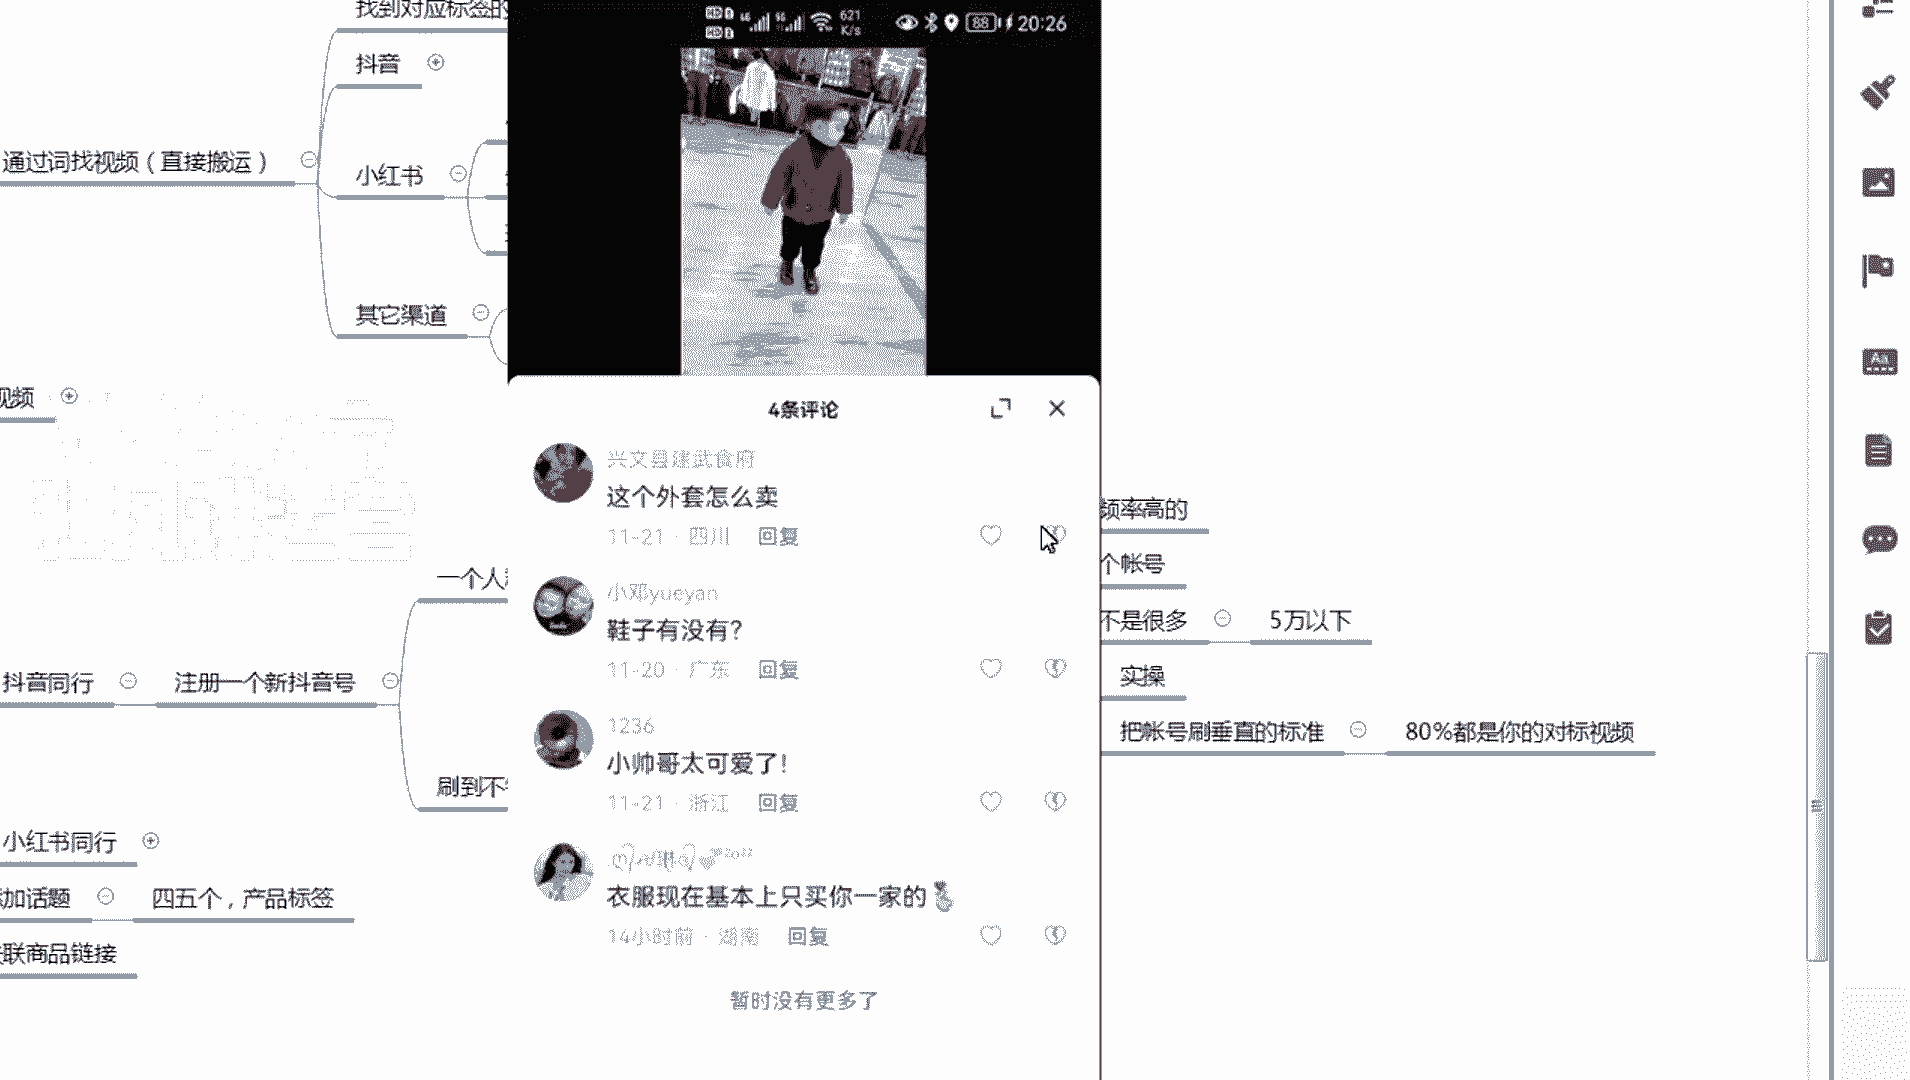 找到对应标签的
抖音
通过词找视频（直接搬运）
小红书
其它渠道
视频
一个人
抖音同行
注册一个新抖音号
刷到不
小红书同行
加话题
四五个，产品标签
联商品链接
621
K/s
88
20:26
4条评论
兴文县建武食府
这个外套怎么卖
11-21 · 四川 回复
小邓yueyan
鞋子有没有？
11-20 · 广东 回复
1236
小帅哥太可爱了！
11-21 · 浙江 回复
衣服现在基本上只买你一家的
14小时前 · 湖南 回复
暂时没有更多了
频率高的
个帐号
不是很多
5万以下
实操
把帐号刷垂直的标准
80%都是你的对标视频